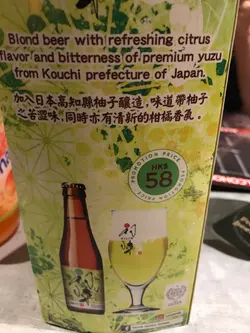 Blond beer with refreshing citrus
flavor and bitterness of premium yuzu
from Kouchi prefecture of Japan.
加入日本高知縣柚子釀造，味道帶柚子
之苦澀味，同時亦有清新的柑橘香氣。
PROMOTION PRICE
HK$
58
PROMOTION PRICE